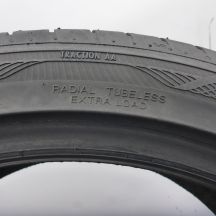 TRACTION AA
RADIAL TUBELESS
EXTRA LOAD